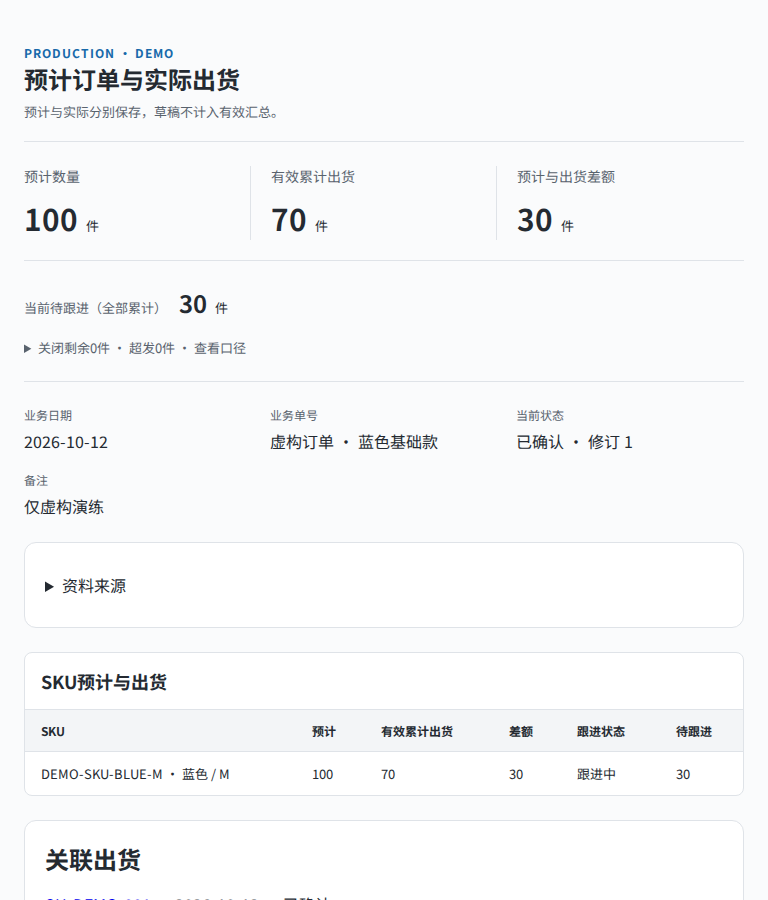 PRODUCTION · DEMO
预计订单与实际出货
预计与实际分别保存，草稿不计入有效汇总。
预计数量
100 件
有效累计出货
70 件
预计与出货差额
30 件
当前待跟进（全部累计） 30 件
▶ 关闭剩余0件 · 超发0件 · 查看口径
业务日期
2026-10-12
业务单号
虚构订单 · 蓝色基础款
当前状态
已确认 · 修订 1
备注
仅虚构演练
▶ 资料来源
SKU预计与出货
SKU 预计 有效累计出货 差额 跟进状态 待跟进
DEMO-SKU-BLUE-M · 蓝色 / M 100 70 30 跟进中 30
关联出货